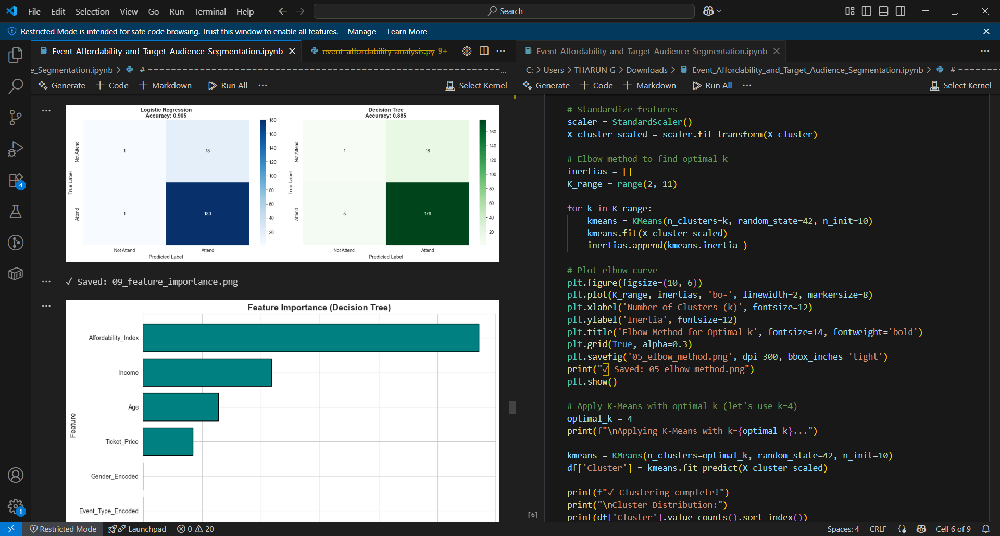 File Edit Selection View Go Run Terminal Help
Search
Restricted Mode is intended for safe code browsing. Trust this window to enable all features. Manage Learn More
Event_Affordability_and_Target_Audience_Segmentation.ipynb
event_affordability_analysis.py 9+
e_Segmentation.ipynb > # ==============================================================...
Generate + Code + Markdown Run All ... Select Kernel
Logistic Regression
Accuracy: 0.905
True Label
Not Attend
Attend
1 18
1 180
Not Attend Attend
Predicted Label
180
160
140
120
100
80
60
40
20
Decision Tree
Accuracy: 0.885
True Label
Not Attend
Attend
1 18
5 176
Not Attend Attend
Predicted Label
160
140
120
100
80
60
40
20
✓ Saved: 09_feature_importance.png
Feature Importance (Decision Tree)
Feature
Affordability_Index
Income
Age
Ticket_Price
Gender_Encoded
Event_Type_Encoded
Event_Affordability_and_Target_Audience_Segmentation.ipynb
C: > Users > THARUN G > Downloads > Event_Affordability_and_Target_Audience_Segmentation.ipynb > # =======
Generate + Code + Markdown Run All ... Select Kernel
# Standardize features
scaler = StandardScaler()
X_cluster_scaled = scaler.fit_transform(X_cluster)
# Elbow method to find optimal k
inertias = []
K_range = range(2, 11)
for k in K_range:
kmeans = KMeans(n_clusters=k, random_state=42, n_init=10)
kmeans.fit(X_cluster_scaled)
inertias.append(kmeans.inertia_)
# Plot elbow curve
plt.figure(figsize=(10, 6))
plt.plot(K_range, inertias, 'bo-', linewidth=2, markersize=8)
plt.xlabel('Number of Clusters (k)', fontsize=12)
plt.ylabel('Inertia', fontsize=12)
plt.title('Elbow Method for Optimal k', fontsize=14, fontweight='bold')
plt.grid(True, alpha=0.3)
plt.savefig('05_elbow_method.png', dpi=300, bbox_inches='tight')
print("✓ Saved: 05_elbow_method.png")
plt.show()
# Apply K-Means with optimal k (let's use k=4)
optimal_k = 4
print(f"\nApplying K-Means with k={optimal_k}...")
kmeans = KMeans(n_clusters=optimal_k, random_state=42, n_init=10)
df['Cluster'] = kmeans.fit_predict(X_cluster_scaled)
print(f"✓ Clustering complete!")
print("\nCluster Distribution:")
print(df['Cluster'].value_counts().sort_index())
[6]
4
1
Restricted Mode Launchpad 0 20
Spaces: 4 CRLF Cell 6 of 9